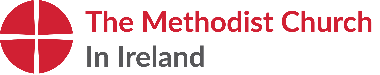 The Methodist Church
In Ireland